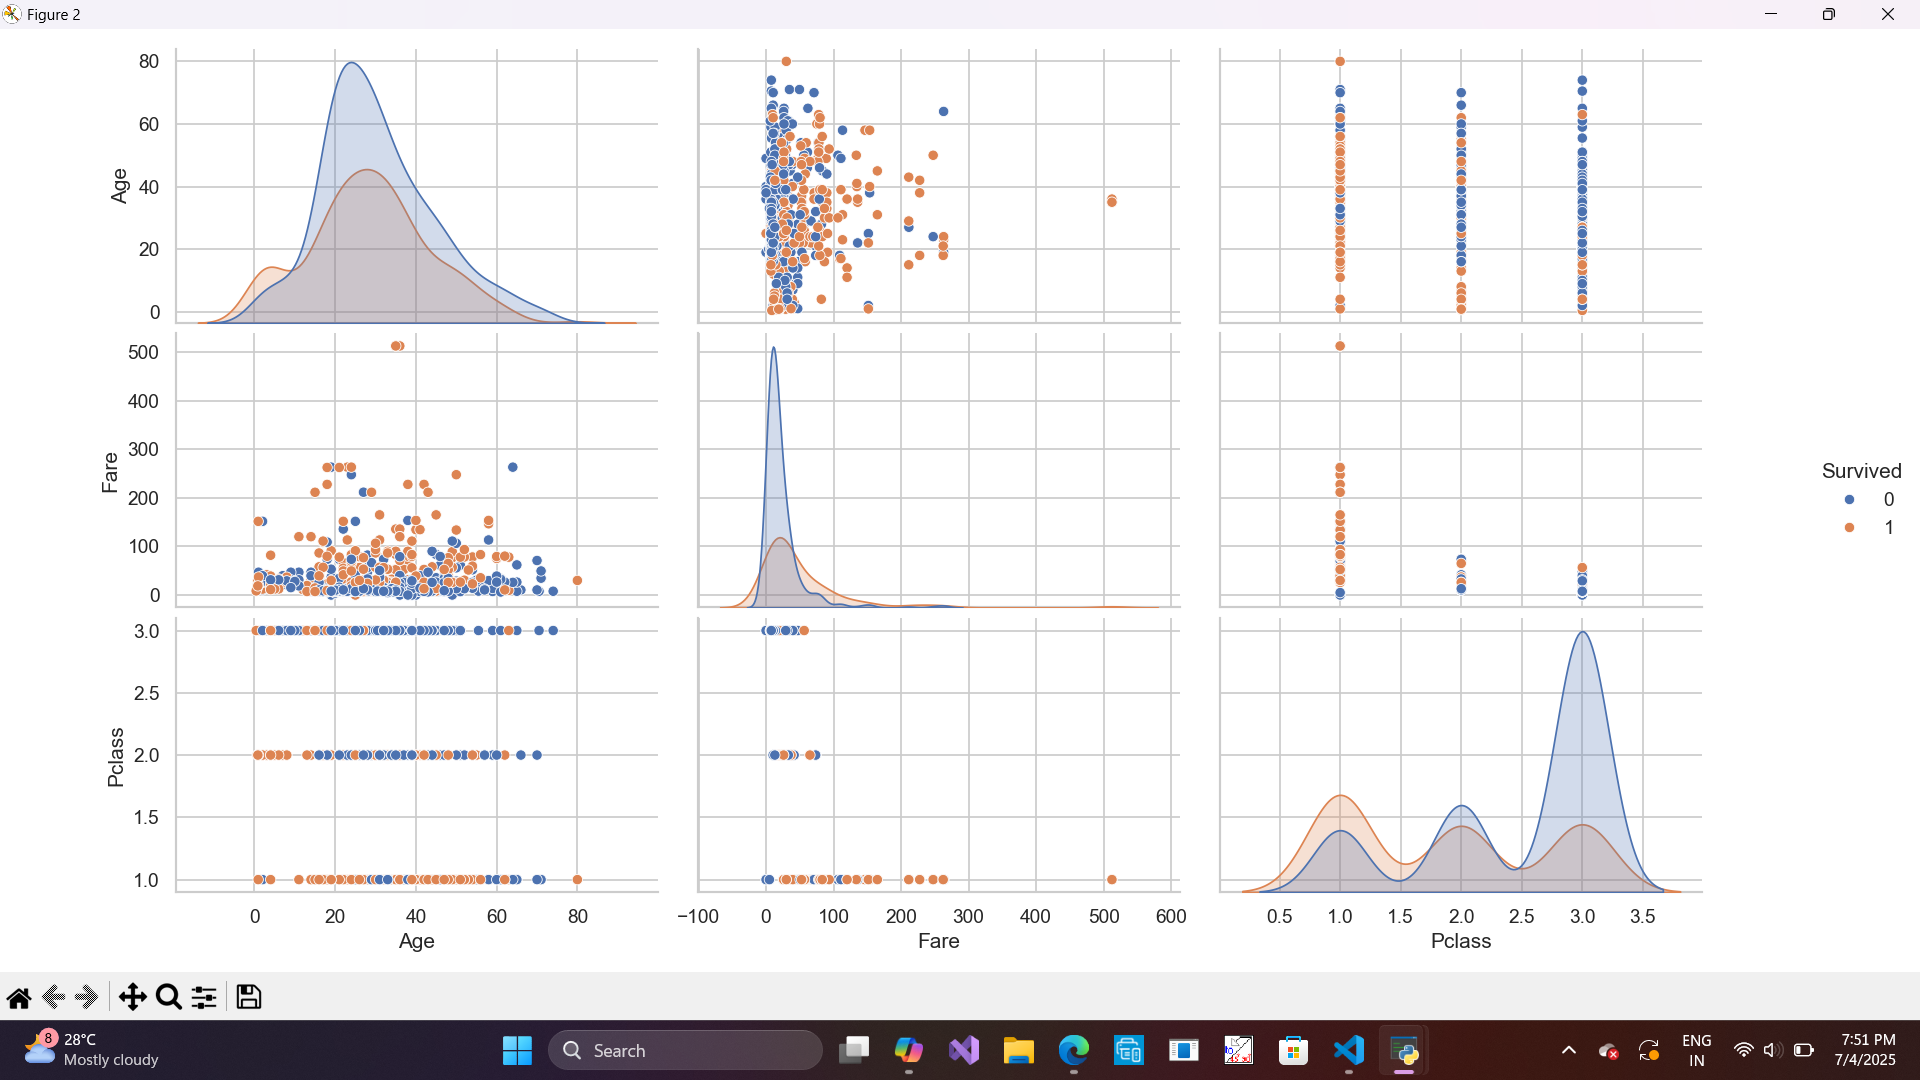 Figure 2
80
60
40
20
0
Age
500
400
300
200
100
0
Fare
3.0
2.5
2.0
1.5
1.0
Pclass
0 20 40 60 80
Age
−100 0 100 200 300 400 500 600
Fare
0.5 1.0 1.5 2.0 2.5 3.0 3.5
Pclass
Survived
0
1
8
28°C
Mostly cloudy
Search
ENG
IN
7:51 PM
7/4/2025